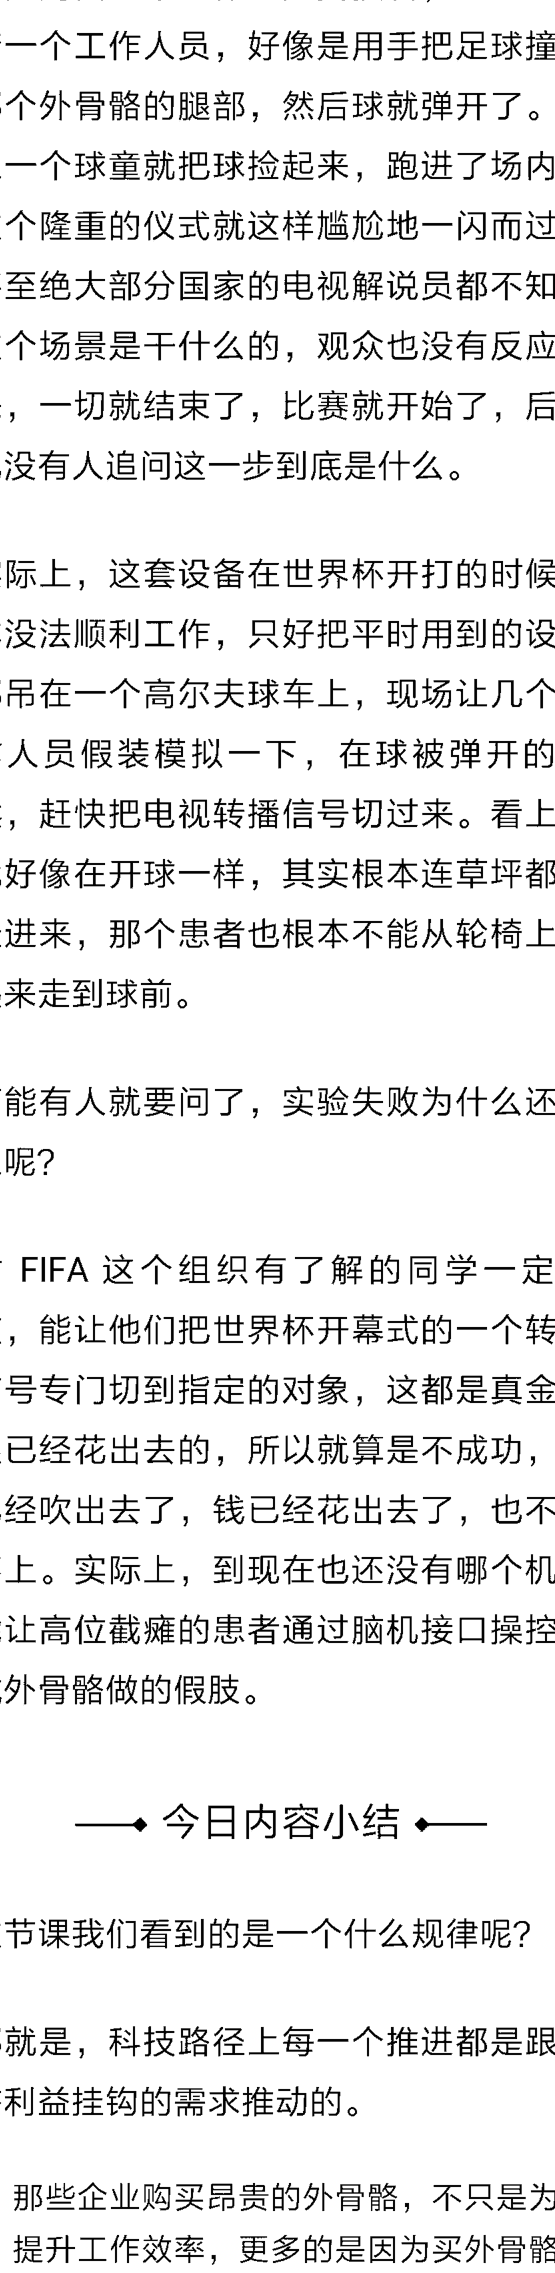 一个工作人员，好像是用手把足球撞
个外骨骼的腿部，然后球就弹开了。
一个球童就把球捡起来，跑进了场内
个隆重的仪式就这样尴尬地一闪而过
至绝大部分国家的电视解说员都不知
个场景是干什么的，观众也没有反应
，一切就结束了，比赛就开始了，后
没有人追问这一步到底是什么。
际上，这套设备在世界杯开打的时候
没法顺利工作，只好把平时用到的设
吊在一个高尔夫球车上，现场让几个
人员假装模拟一下，在球被弹开的
，赶快把电视转播信号切过来。看上
好像在开球一样，其实根本连草坪都
进来，那个患者也根本不能从轮椅上
来走到球前。
能有人就要问了，实验失败为什么还
呢？
FIFA 这个组织有了解的同学一定
，能让他们把世界杯开幕式的一个转
号专门切到指定的对象，这都是真金
已经花出去的，所以就算是不成功，
经吹出去了，钱已经花出去了，也不
上。实际上，到现在也还没有哪个机
让高位截瘫的患者通过脑机接口操控
外骨骼做的假肢。
今日内容小结
节课我们看到的是一个什么规律呢？
就是，科技路径上每一个推进都是跟
利益挂钩的需求推动的。
那些企业购买昂贵的外骨骼，不只是为
提升工作效率，更多的是因为买外骨骼